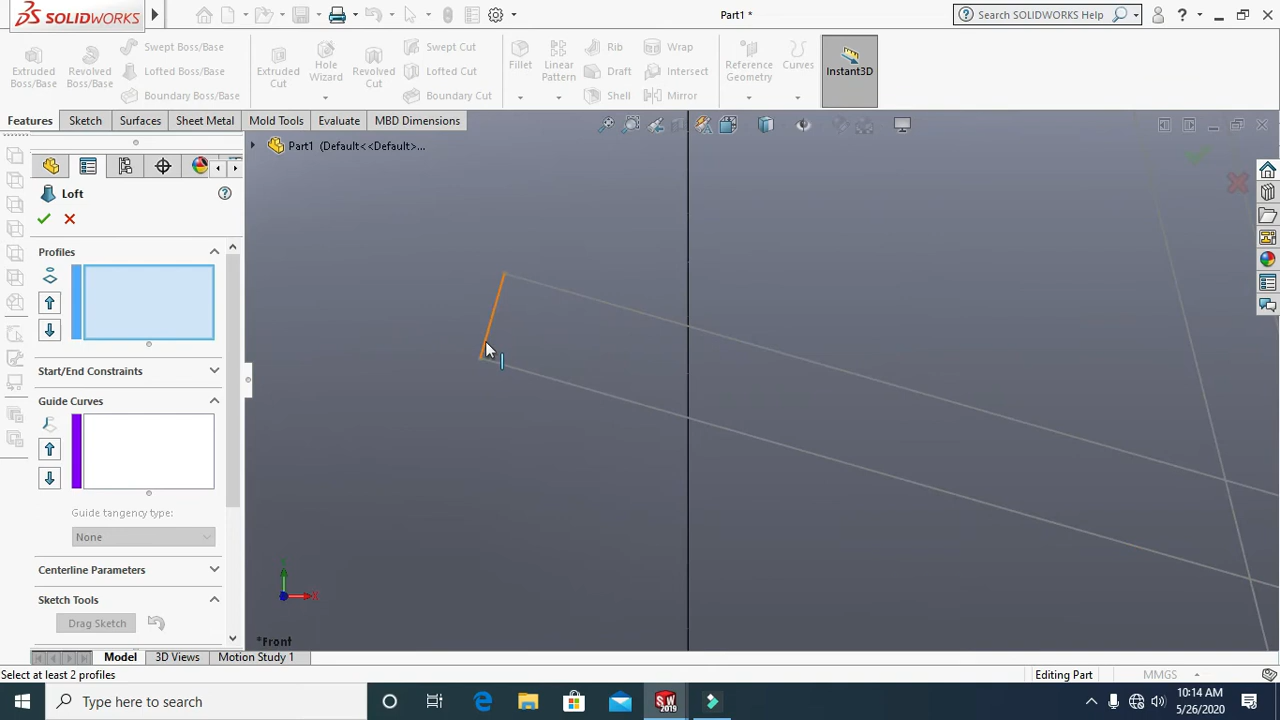 SOLIDWORKS
Part1 *
Search SOLIDWORKS Help
?
Extruded Boss/Base
Revolved Boss/Base
Swept Boss/Base
Lofted Boss/Base
Boundary Boss/Base
Extruded Cut
Hole Wizard
Revolved Cut
Swept Cut
Lofted Cut
Boundary Cut
Fillet
Linear Pattern
Rib
Draft
Shell
Wrap
Intersect
Mirror
Reference Geometry
Curves
Instant3D
Features
Sketch
Surfaces
Sheet Metal
Mold Tools
Evaluate
MBD Dimensions
Part1 (Default<<Default>...
Loft
?
Profiles
Start/End Constraints
Guide Curves
Guide tangency type:
None
Centerline Parameters
Sketch Tools
Drag Sketch
X
*Front
Model
3D Views
Motion Study 1
Select at least 2 profiles
Editing Part
MMGS
Type here to search
SW
2019
10:14 AM
5/26/2020